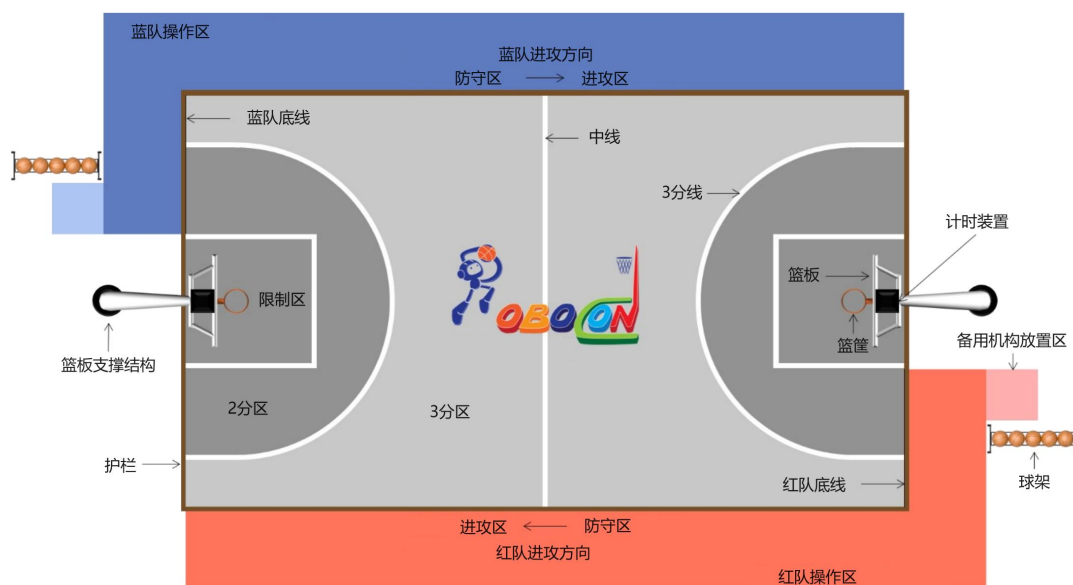 蓝队操作区
蓝队进攻方向
防守区
进攻区
蓝队底线
中线
3分线
计时装置
篮板
限制区
ROBOCON
篮筐
备用机构放置区
篮板支撑结构
2分区
3分区
护栏
红队底线
球架
进攻区
防守区
红队进攻方向
红队操作区